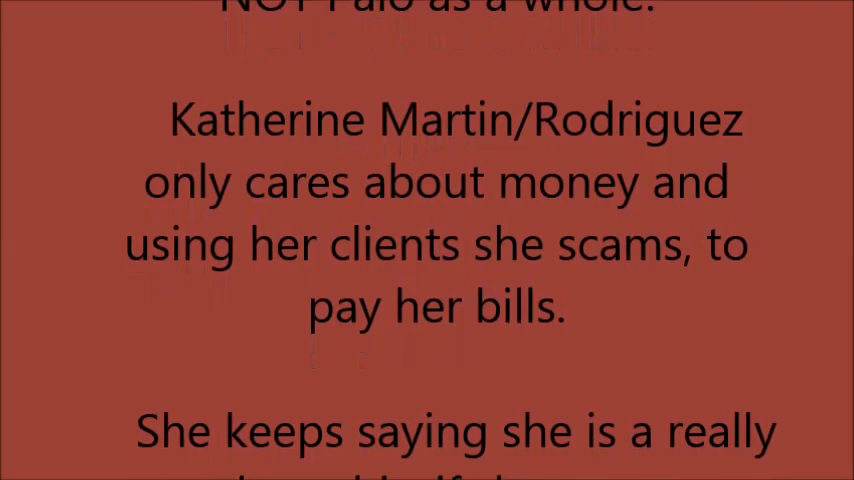 NOT Palo as a whole.
Katherine Martin/Rodriguez
only cares about money and
using her clients she scams, to
pay her bills.
She keeps saying she is a really